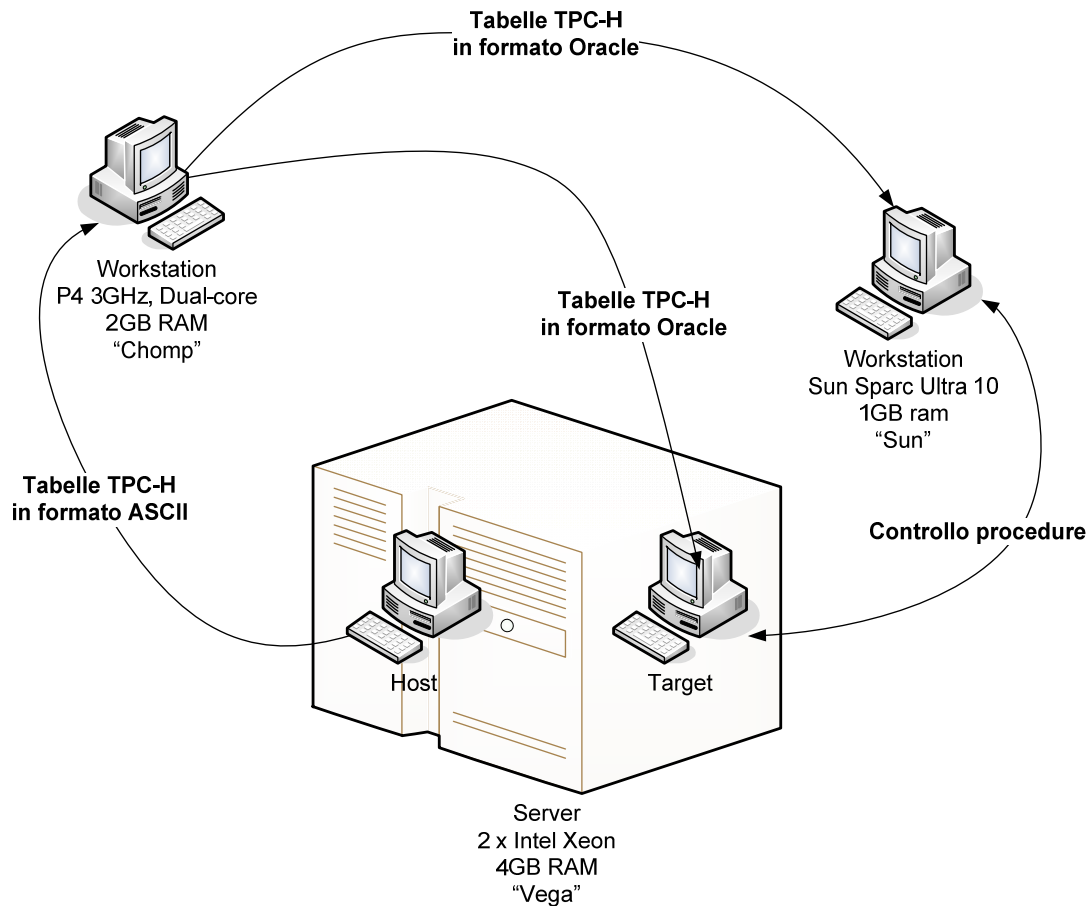 Tabelle TPC-H
in formato Oracle
Workstation
P4 3GHz, Dual-core
2GB RAM
“Chomp”
Tabelle TPC-H
in formato Oracle
Workstation
Sun Sparc Ultra 10
1GB ram
“Sun”
Tabelle TPC-H
in formato ASCII
Controllo procedure
Host
Target
Server
2 x Intel Xeon
4GB RAM
“Vega”